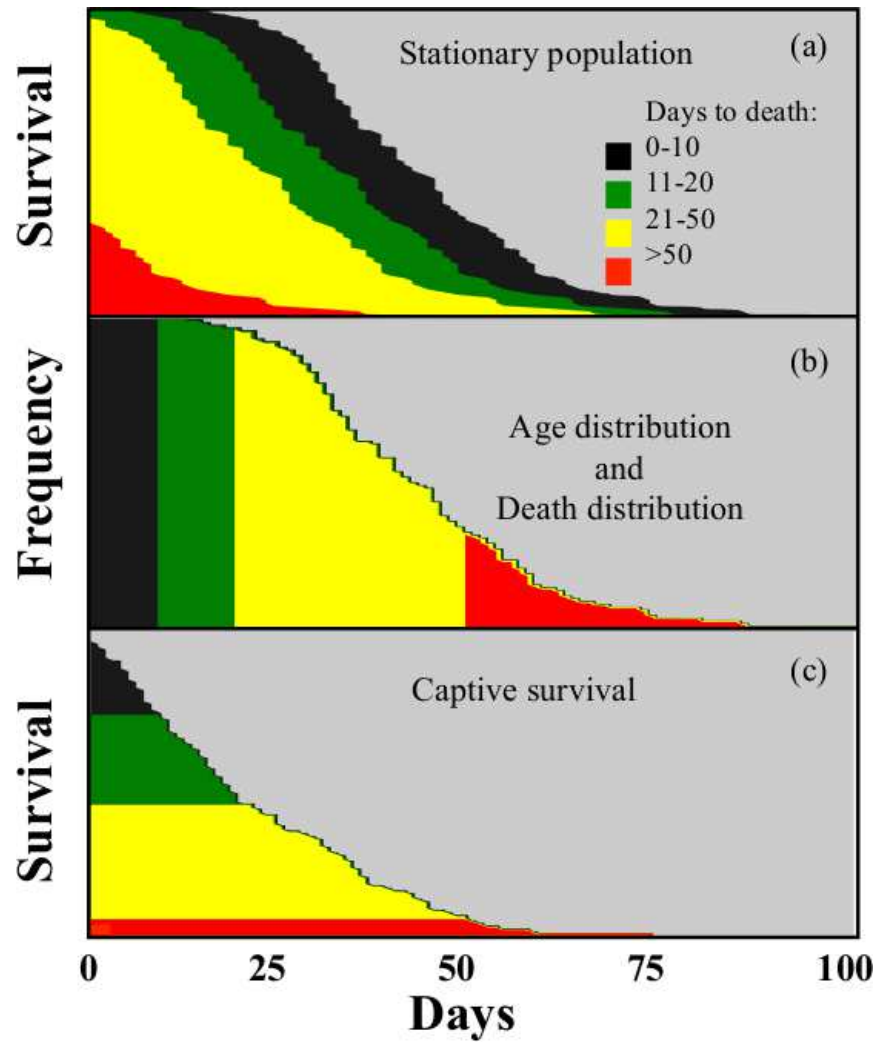 (a)
Stationary population
Survival
Days to death:
0-10
11-20
21-50
>50
(b)
Frequency
Age distribution
and
Death distribution
(c)
Captive survival
Survival
0 25 50 75 100
Days